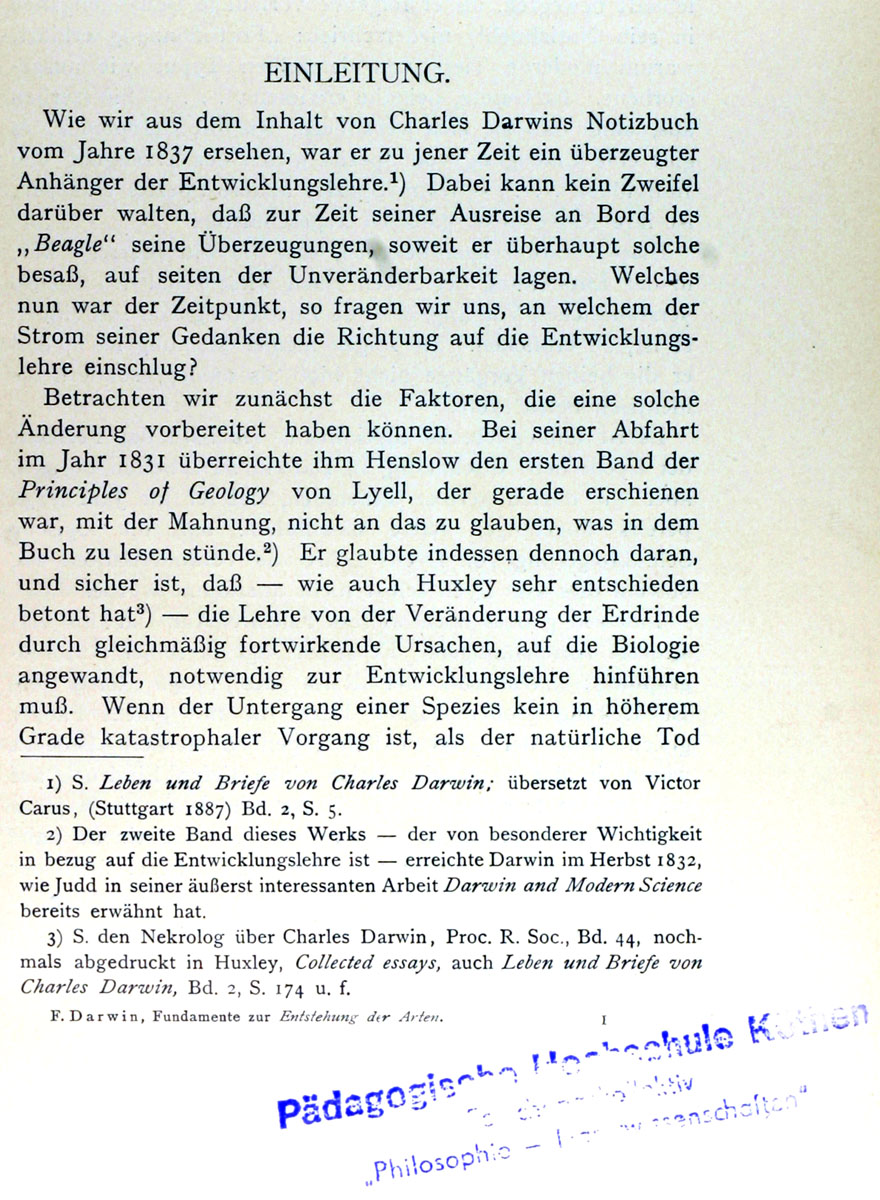 EINLEITUNG.
Wie wir aus dem Inhalt von Charles Darwins Notizbuch
vom Jahre 1837 ersehen, war er zu jener Zeit ein überzeugter
Anhänger der Entwicklungslehre.¹) Dabei kann kein Zweifel
darüber walten, daß zur Zeit seiner Ausreise an Bord des
„Beagle“ seine Überzeugungen, soweit er überhaupt solche
besaß, auf seiten der Unveränderbarkeit lagen. Welches
nun war der Zeitpunkt, so fragen wir uns, an welchem der
Strom seiner Gedanken die Richtung auf die Entwicklungs-
lehre einschlug?
Betrachten wir zunächst die Faktoren, die eine solche
Änderung vorbereitet haben können. Bei seiner Abfahrt
im Jahr 1831 überreichte ihm Henslow den ersten Band der
Principles of Geology von Lyell, der gerade erschienen
war, mit der Mahnung, nicht an das zu glauben, was in dem
Buch zu lesen stünde.²) Er glaubte indessen dennoch daran,
und sicher ist, daß — wie auch Huxley sehr entschieden
betont hat³) — die Lehre von der Veränderung der Erdrinde
durch gleichmäßig fortwirkende Ursachen, auf die Biologie
angewandt, notwendig zur Entwicklungslehre hinführen
muß. Wenn der Untergang einer Spezies kein in höherem
Grade katastrophaler Vorgang ist, als der natürliche Tod
1) S. Leben und Briefe von Charles Darwin; übersetzt von Victor
Carus, (Stuttgart 1887) Bd. 2, S. 5.
2) Der zweite Band dieses Werks — der von besonderer Wichtigkeit
in bezug auf die Entwicklungslehre ist — erreichte Darwin im Herbst 1832,
wie Judd in seiner äußerst interessanten Arbeit Darwin and Modern Science
bereits erwähnt hat.
3) S. den Nekrolog über Charles Darwin, Proc. R. Soc., Bd. 44, noch-
mals abgedruckt in Huxley, Collected essays, auch Leben und Briefe von
Charles Darwin, Bd. 2, S. 174 u. f.
F. Darwin, Fundamente zur Entstehung der Arten. 1
Pädagogische Hochschule Köthen
„Philosophie —